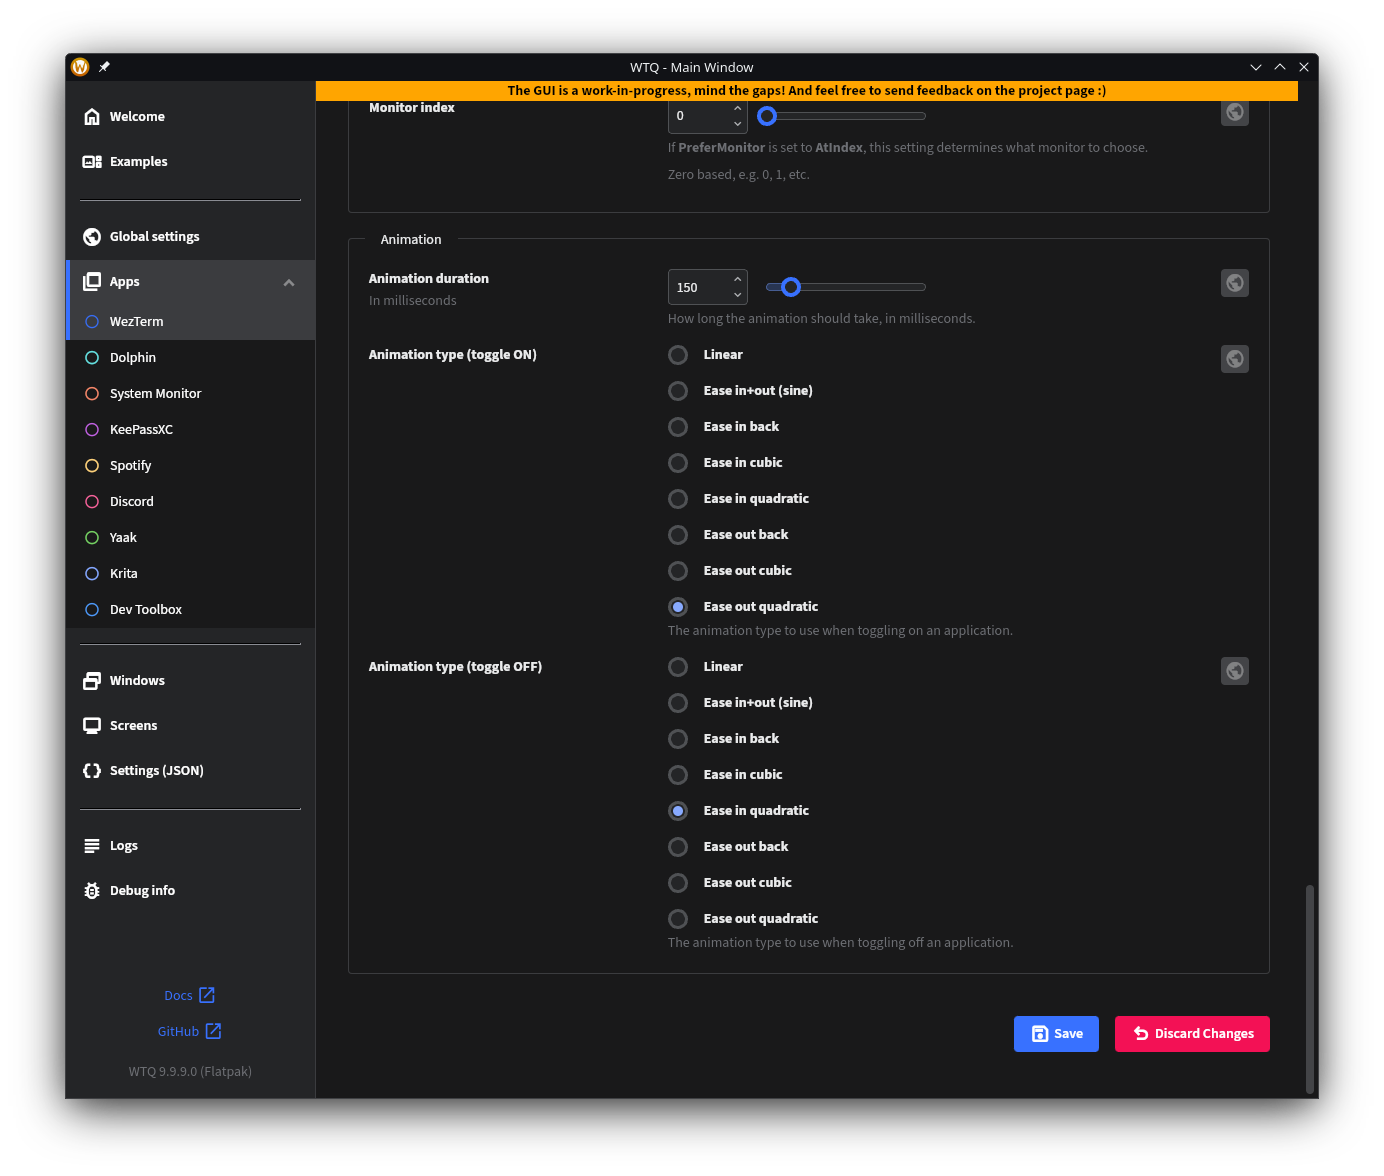 WTQ - Main Window
The GUI is a work-in-progress, mind the gaps! And feel free to send feedback on the project page :)
Welcome
Examples
Global settings
Apps
WezTerm
Dolphin
System Monitor
KeePassXC
Spotify
Discord
Yaak
Krita
Dev Toolbox
Windows
Screens
Settings (JSON)
Logs
Debug info
Docs
GitHub
WTQ 9.9.9.0 (Flatpak)
Monitor index
0
If PreferMonitor is set to AtIndex, this setting determines what monitor to choose.
Zero based, e.g. 0, 1, etc.
Animation
Animation duration
In milliseconds
150
How long the animation should take, in milliseconds.
Animation type (toggle ON)
Linear
Ease in+out (sine)
Ease in back
Ease in cubic
Ease in quadratic
Ease out back
Ease out cubic
Ease out quadratic
The animation type to use when toggling on an application.
Animation type (toggle OFF)
Linear
Ease in+out (sine)
Ease in back
Ease in cubic
Ease in quadratic
Ease out back
Ease out cubic
Ease out quadratic
The animation type to use when toggling off an application.
Save
Discard Changes